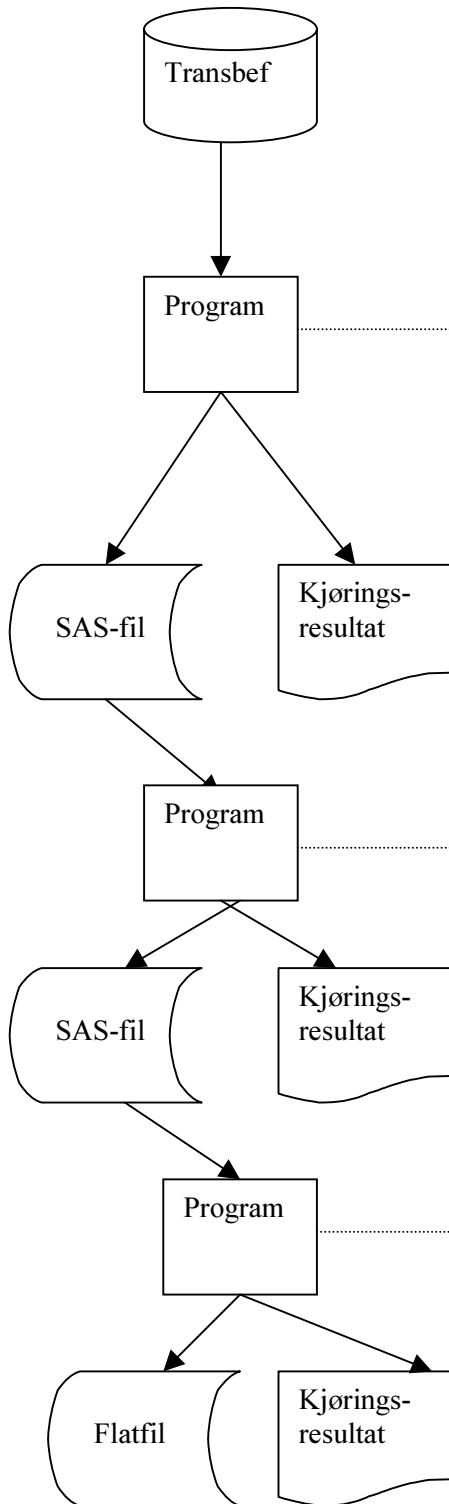 Transbef
Program
SAS-fil
Kjørings-
resultat
Program
SAS-fil
Kjørings-
resultat
Program
Flatfil
Kjørings-
resultat